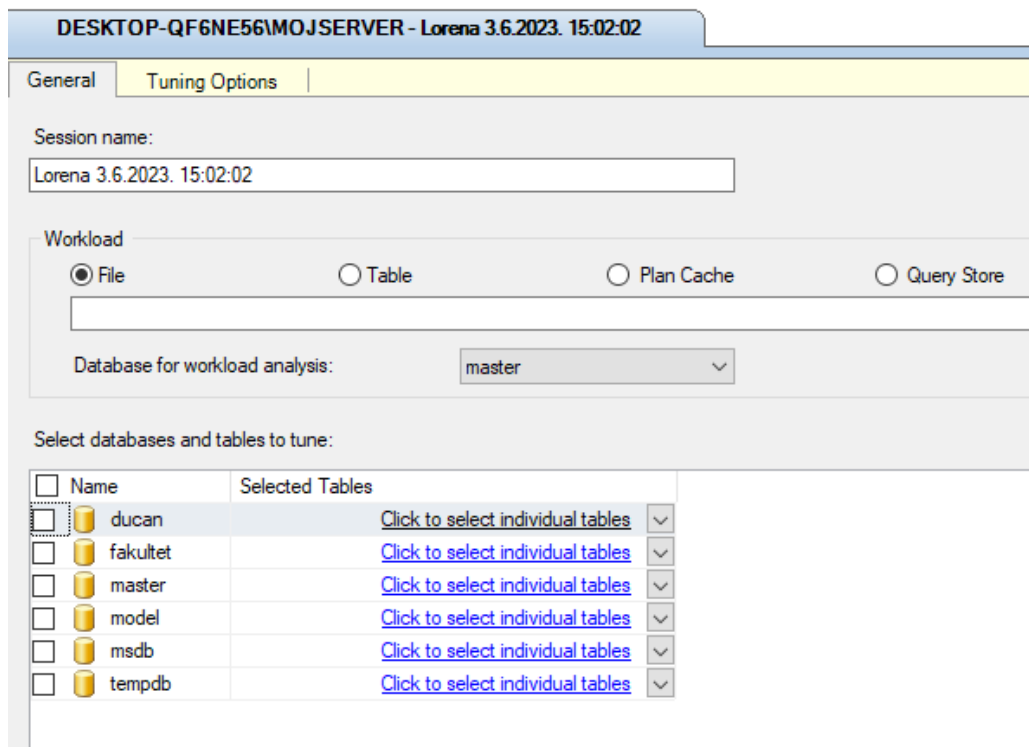 DESKTOP-QF6NE56\MOJSERVER - Lorena 3.6.2023. 15:02:02
General Tuning Options
Session name:
Lorena 3.6.2023. 15:02:02
Workload
File Table Plan Cache Query Store
Database for workload analysis: master
Select databases and tables to tune:
Name Selected Tables
ducan Click to select individual tables
fakultet Click to select individual tables
master Click to select individual tables
model Click to select individual tables
msdb Click to select individual tables
tempdb Click to select individual tables